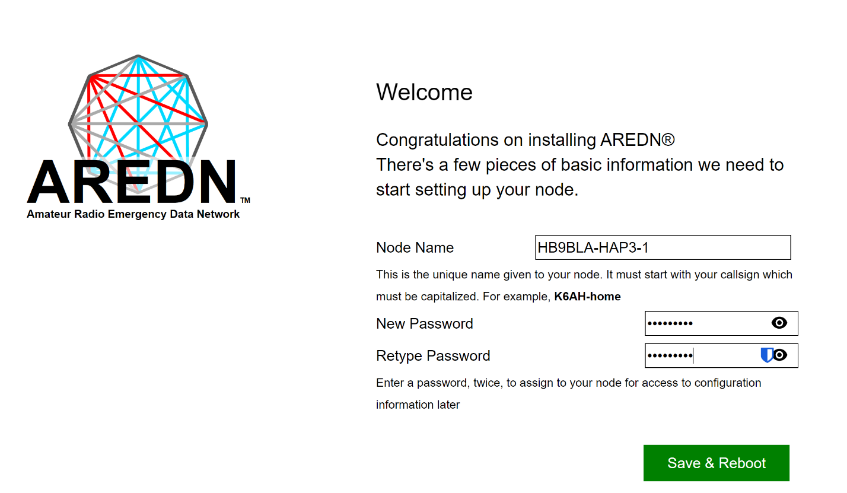 AREDN™
Amateur Radio Emergency Data Network
Welcome
Congratulations on installing AREDN®
There's a few pieces of basic information we need to
start setting up your node.
Node Name HB9BLA-HAP3-1
This is the unique name given to your node. It must start with your callsign which
must be capitalized. For example, K6AH-home
New Password •••••••••
Retype Password •••••••••
Enter a password, twice, to assign to your node for access to configuration
information later
Save & Reboot